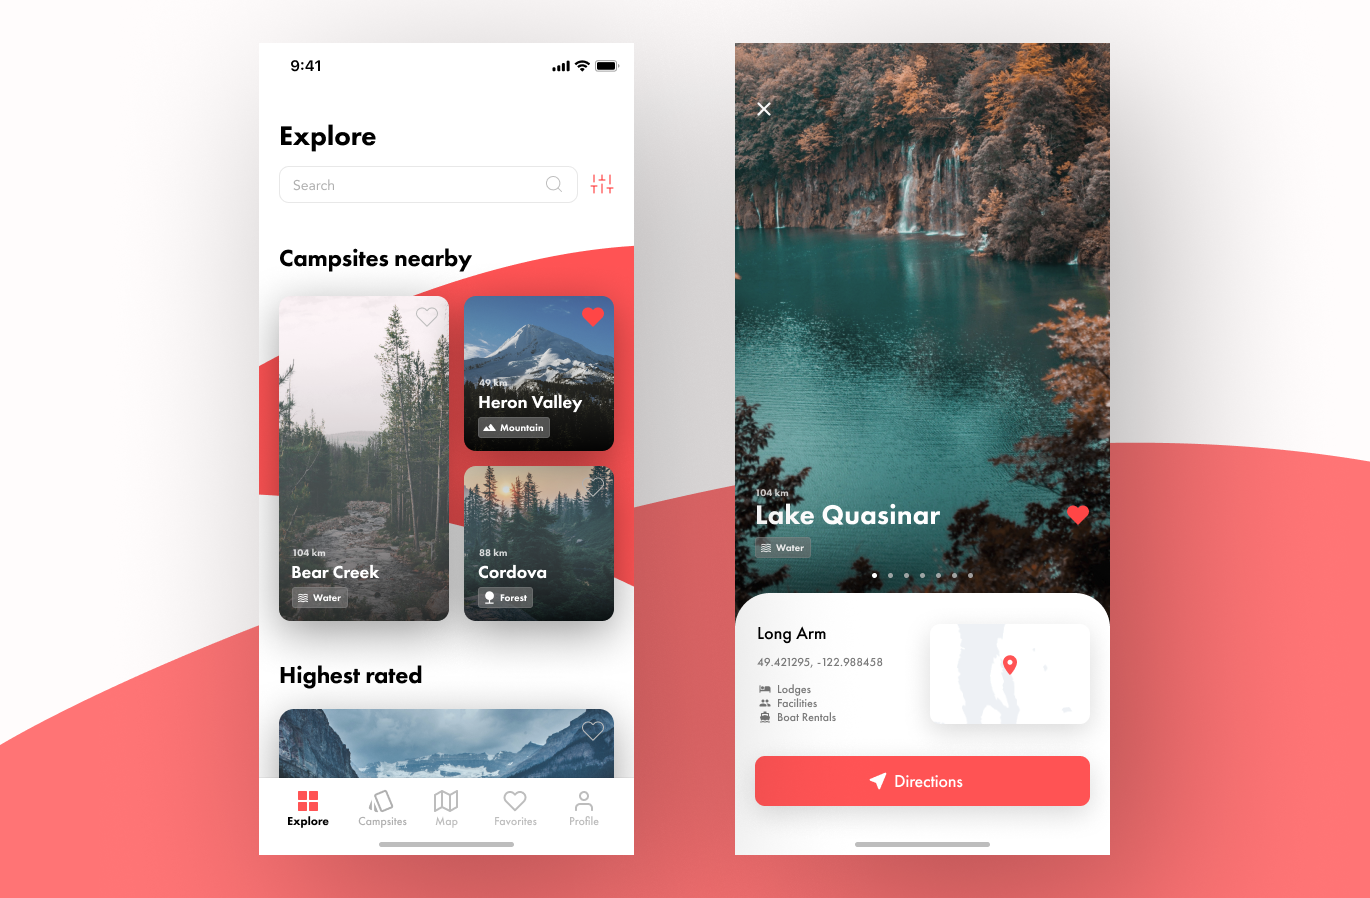 9:41
Explore
Search
Campsites nearby
104 km
Bear Creek
Water
49 km
Heron Valley
Mountain
88 km
Cordova
Forest
Highest rated
Explore
Campsites
Map
Favorites
Profile
104 km
Lake Quasinar
Water
Long Arm
49.421295, -122.988458
Lodges
Facilities
Boat Rentals
Directions